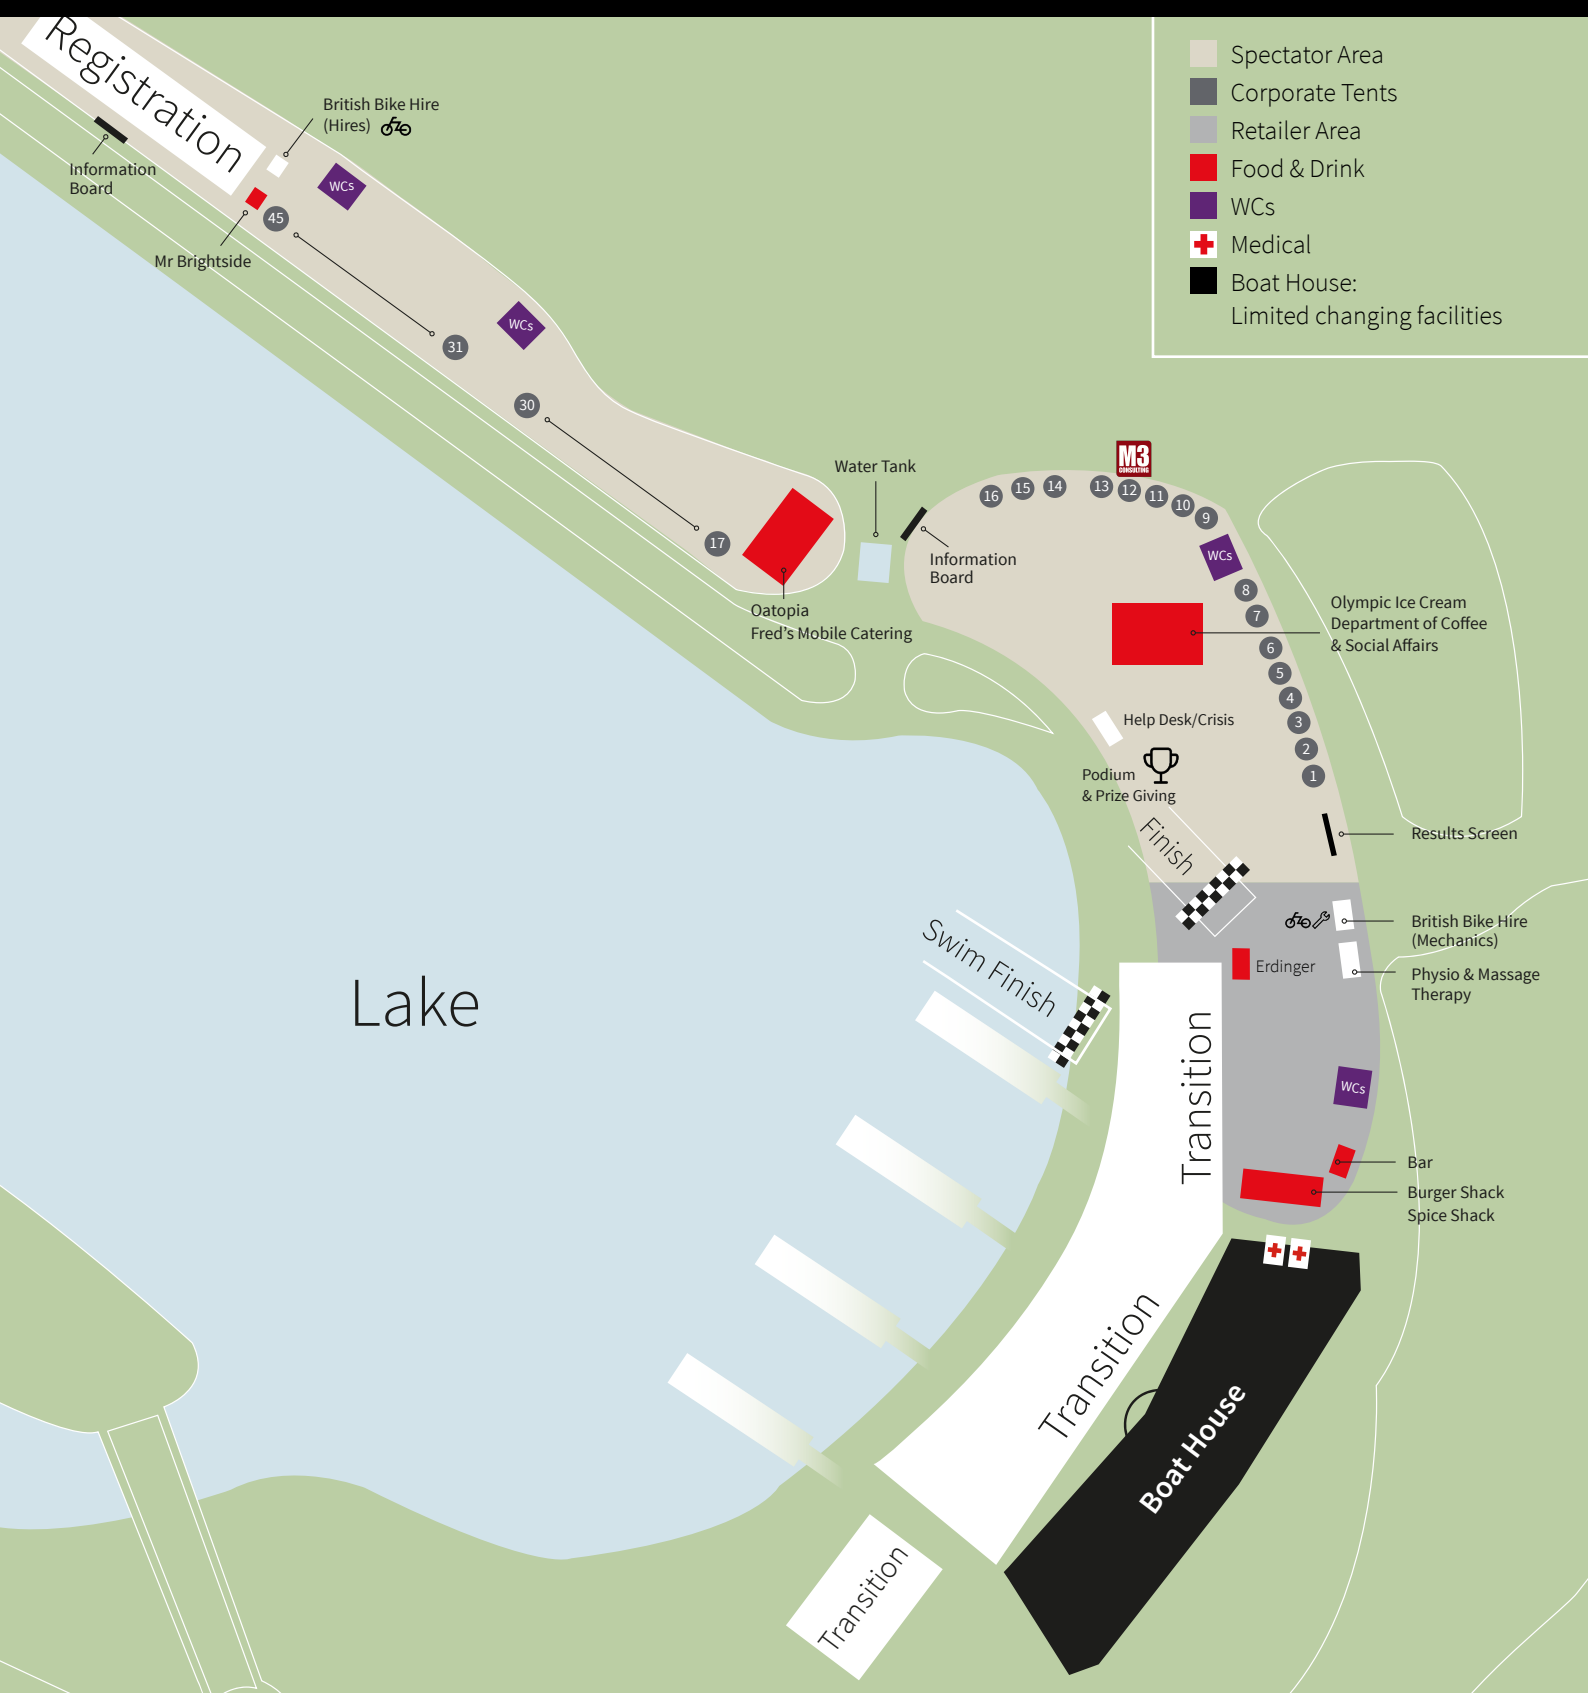 Registration
British Bike Hire
(Hires)
Information
Board
WCs
45
Mr Brightside
WCs
31
30
17
Oatopia
Fred's Mobile Catering
Water Tank
Information
Board
M3
CONSULTING
16
15
14
13
12
11
10
9
WCs
8
7
6
5
4
3
2
1
Olympic Ice Cream
Department of Coffee
& Social Affairs
Help Desk/Crisis
Podium
& Prize Giving
Finish
Results Screen
British Bike Hire
(Mechanics)
Erdinger
Physio & Massage
Therapy
Swim Finish
Lake
Transition
WCs
Bar
Burger Shack
Spice Shack
Transition
Boat House
Transition
Spectator Area
Corporate Tents
Retailer Area
Food & Drink
WCs
Medical
Boat House:
Limited changing facilities